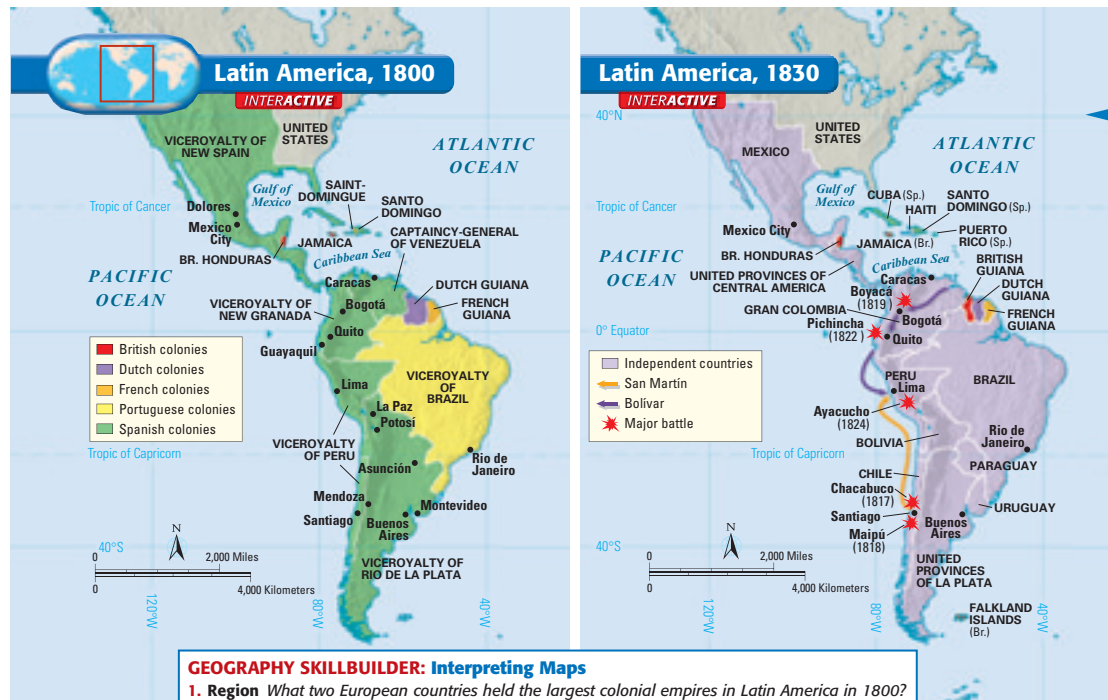 Latin America, 1800
INTERACTIVE
VICEROYALTY OF
NEW SPAIN
UNITED
STATES
ATLANTIC
OCEAN
Gulf of
Mexico
SAINT-
DOMINGUE
SANTO
DOMINGO
Tropic of Cancer
Dolores
Mexico
City
CAPTAINCY-GENERAL
OF VENEZUELA
JAMAICA
BR. HONDURAS
Caribbean Sea
PACIFIC
OCEAN
Caracas
DUTCH GUIANA
FRENCH
GUIANA
VICEROYALTY OF
NEW GRANADA
Bogotá
Quito
Guayaquil
British colonies
Dutch colonies
French colonies
Portuguese colonies
Spanish colonies
Lima
VICEROYALTY
OF
BRAZIL
La Paz
Potosí
VICEROYALTY
OF PERU
Tropic of Capricorn
Asunción
Rio de
Janeiro
Mendoza
Santiago
Montevideo
Buenos
Aires
N
40°S
0
2,000 Miles
0
4,000 Kilometers
VICEROYALTY OF
RIO DE LA PLATA
120°W
80°W
40°W
Latin America, 1830
INTERACTIVE
40°N
MEXICO
UNITED
STATES
ATLANTIC
OCEAN
Gulf of
Mexico
CUBA (Sp.)
SANTO
DOMINGO (Sp.)
Tropic of Cancer
HAITI
Mexico City
JAMAICA (Br.)
PUERTO
RICO (Sp.)
BR. HONDURAS
Caribbean Sea
PACIFIC
OCEAN
UNITED PROVINCES OF
CENTRAL AMERICA
Caracas
BRITISH
GUIANA
DUTCH
GUIANA
FRENCH
GUIANA
Boyacá
(1819)
GRAN COLOMBIA
Bogotá
Pichincha
(1822)
0° Equator
Quito
Independent countries
San Martín
Bolívar
Major battle
PERU
Lima
BRAZIL
Ayacucho
(1824)
BOLIVIA
Rio de
Janeiro
Tropic of Capricorn
PARAGUAY
CHILE
Chacabuco
(1817)
URUGUAY
Santiago
Buenos
Aires
Maipú
(1818)
N
40°S
0
2,000 Miles
0
4,000 Kilometers
UNITED
PROVINCES
OF LA PLATA
FALKLAND
ISLANDS
(Br.)
120°W
80°W
40°W
GEOGRAPHY SKILLBUILDER: Interpreting Maps
1. Region What two European countries held the largest colonial empires in Latin America in 1800?